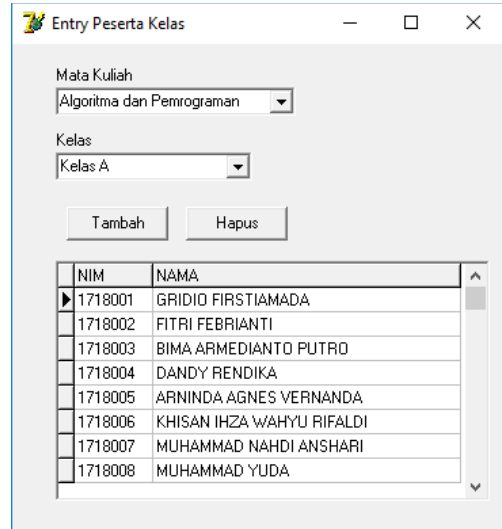 Entry Peserta Kelas
Mata Kuliah
Algoritma dan Pemrograman
Kelas
Kelas A
Tambah Hapus
NIM NAMA
1718001 GRIDIO FIRSTIAMADA
1718002 FITRI FEBRIANTI
1718003 BIMA ARMEDIANTO PUTRO
1718004 DANDY RENDIKA
1718005 ARNINDA AGNES VERNANDA
1718006 KHISAN IHZA WAHYU RIFALDI
1718007 MUHAMMAD NAHDI ANSHARI
1718008 MUHAMMAD YUDA